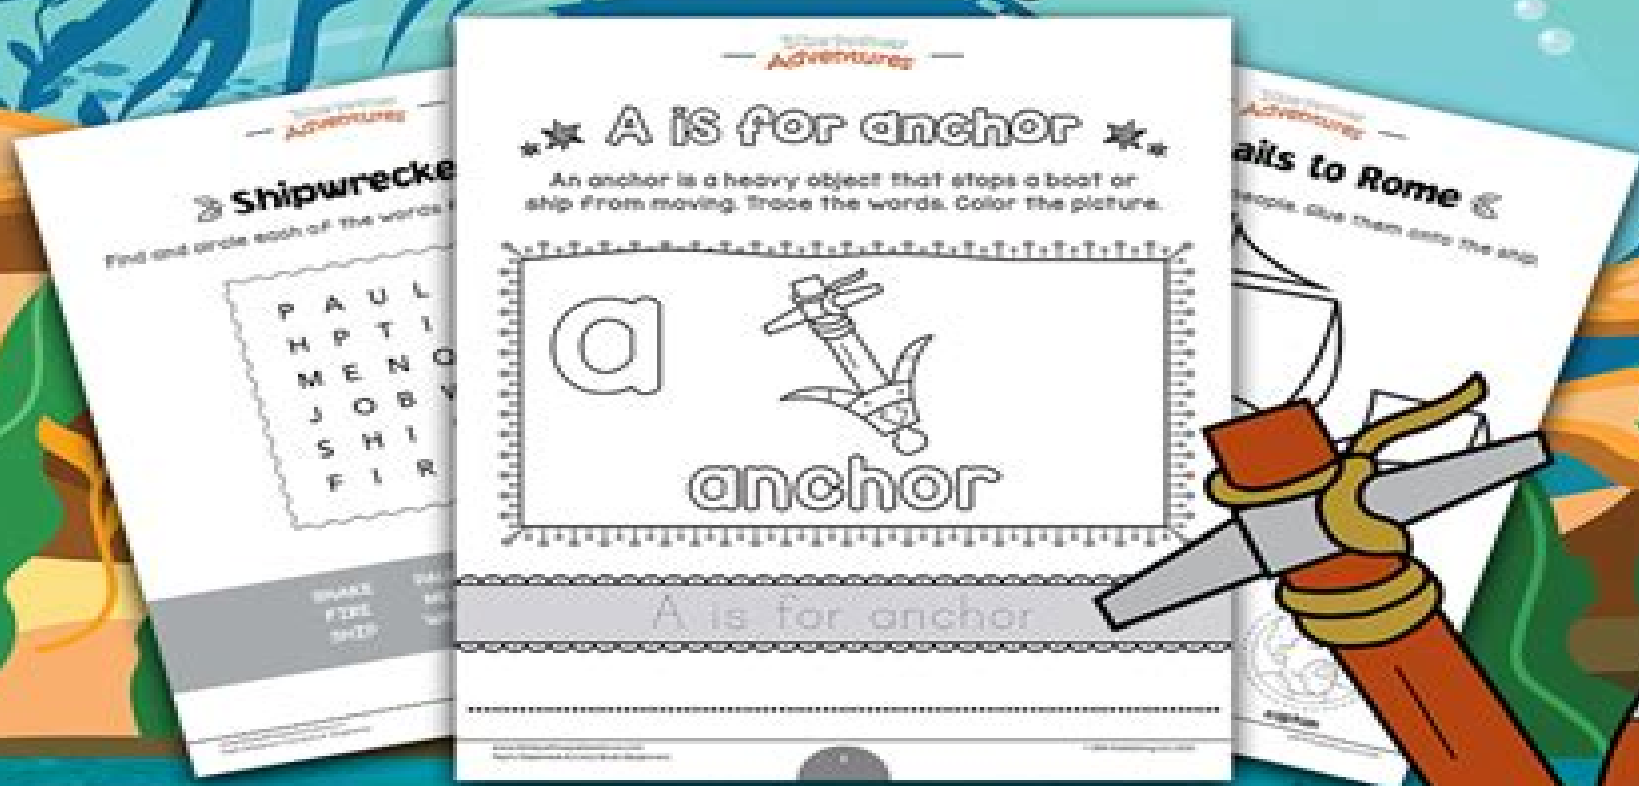 Adventures
Shipwrecke
Find and circle each of the words
P A U L
H P T I
M E N
J O B
S H I
F I R
SNAKE
FIRE
SHIP
Adventures
A is for anchor
An anchor is a heavy object that stops a boat or
ship from moving. Trace the words. Color the picture.
a
anchor
A is for anchor
Adventures
ails to Rome
people. Glue them onto the ship.